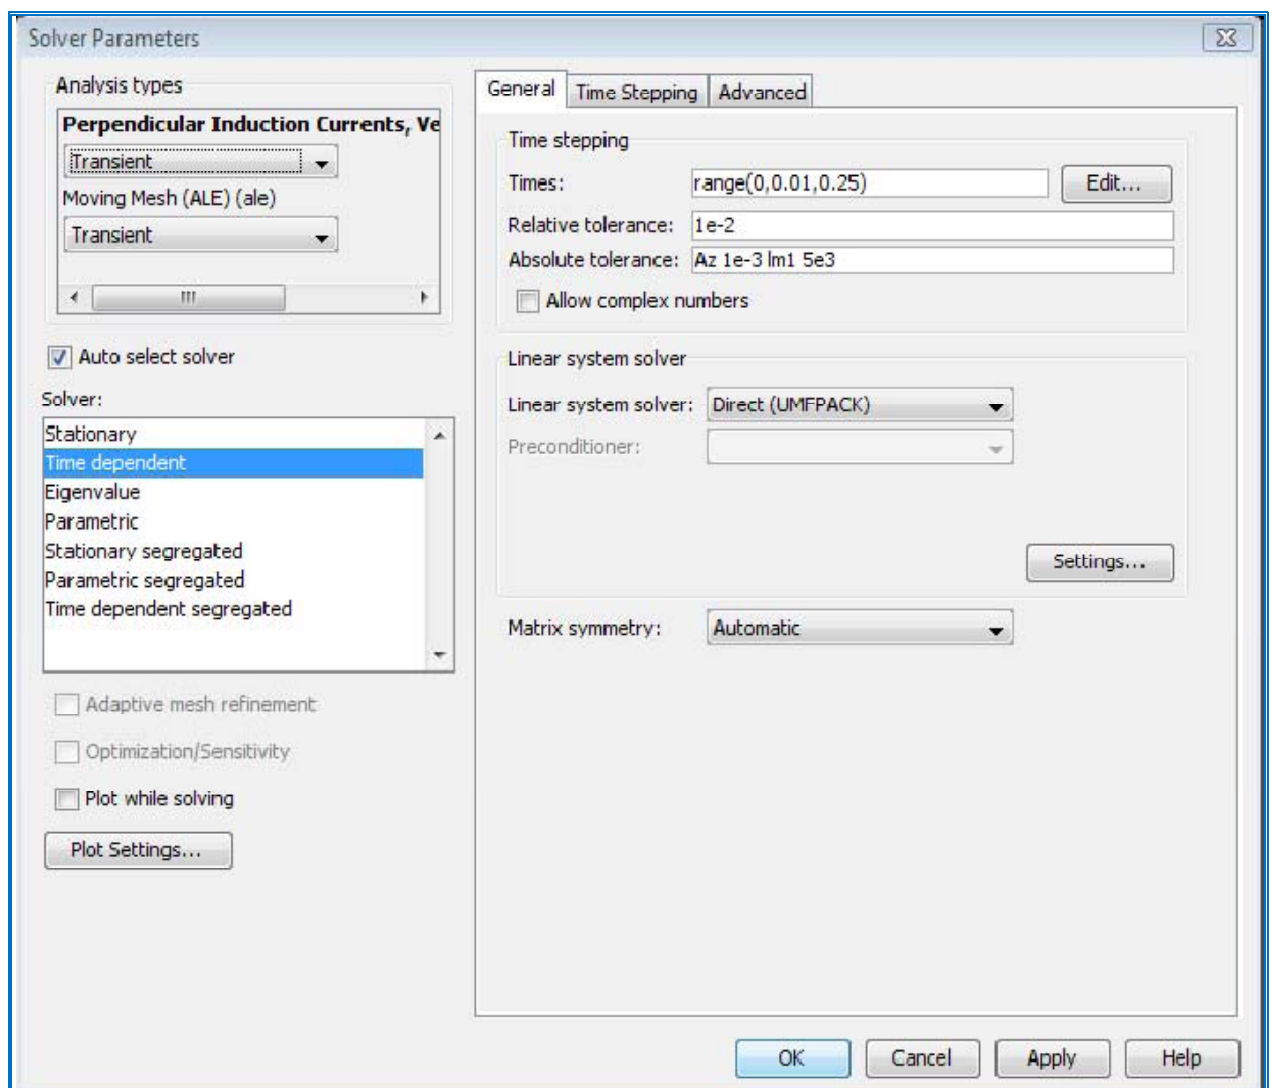 Solver Parameters
Analysis types
Perpendicular Induction Currents, Ve
Transient
Moving Mesh (ALE) (ale)
Transient
Auto select solver
Solver:
Stationary
Time dependent
Eigenvalue
Parametric
Stationary segregated
Parametric segregated
Time dependent segregated
Adaptive mesh refinement
Optimization/Sensitivity
Plot while solving
Plot Settings...
General Time Stepping Advanced
Time stepping
Times: range(0,0.01,0.25) Edit...
Relative tolerance: 1e-2
Absolute tolerance: Az 1e-3 lm1 5e3
Allow complex numbers
Linear system solver
Linear system solver: Direct (UMFPACK)
Preconditioner:
Settings...
Matrix symmetry: Automatic
OK Cancel Apply Help